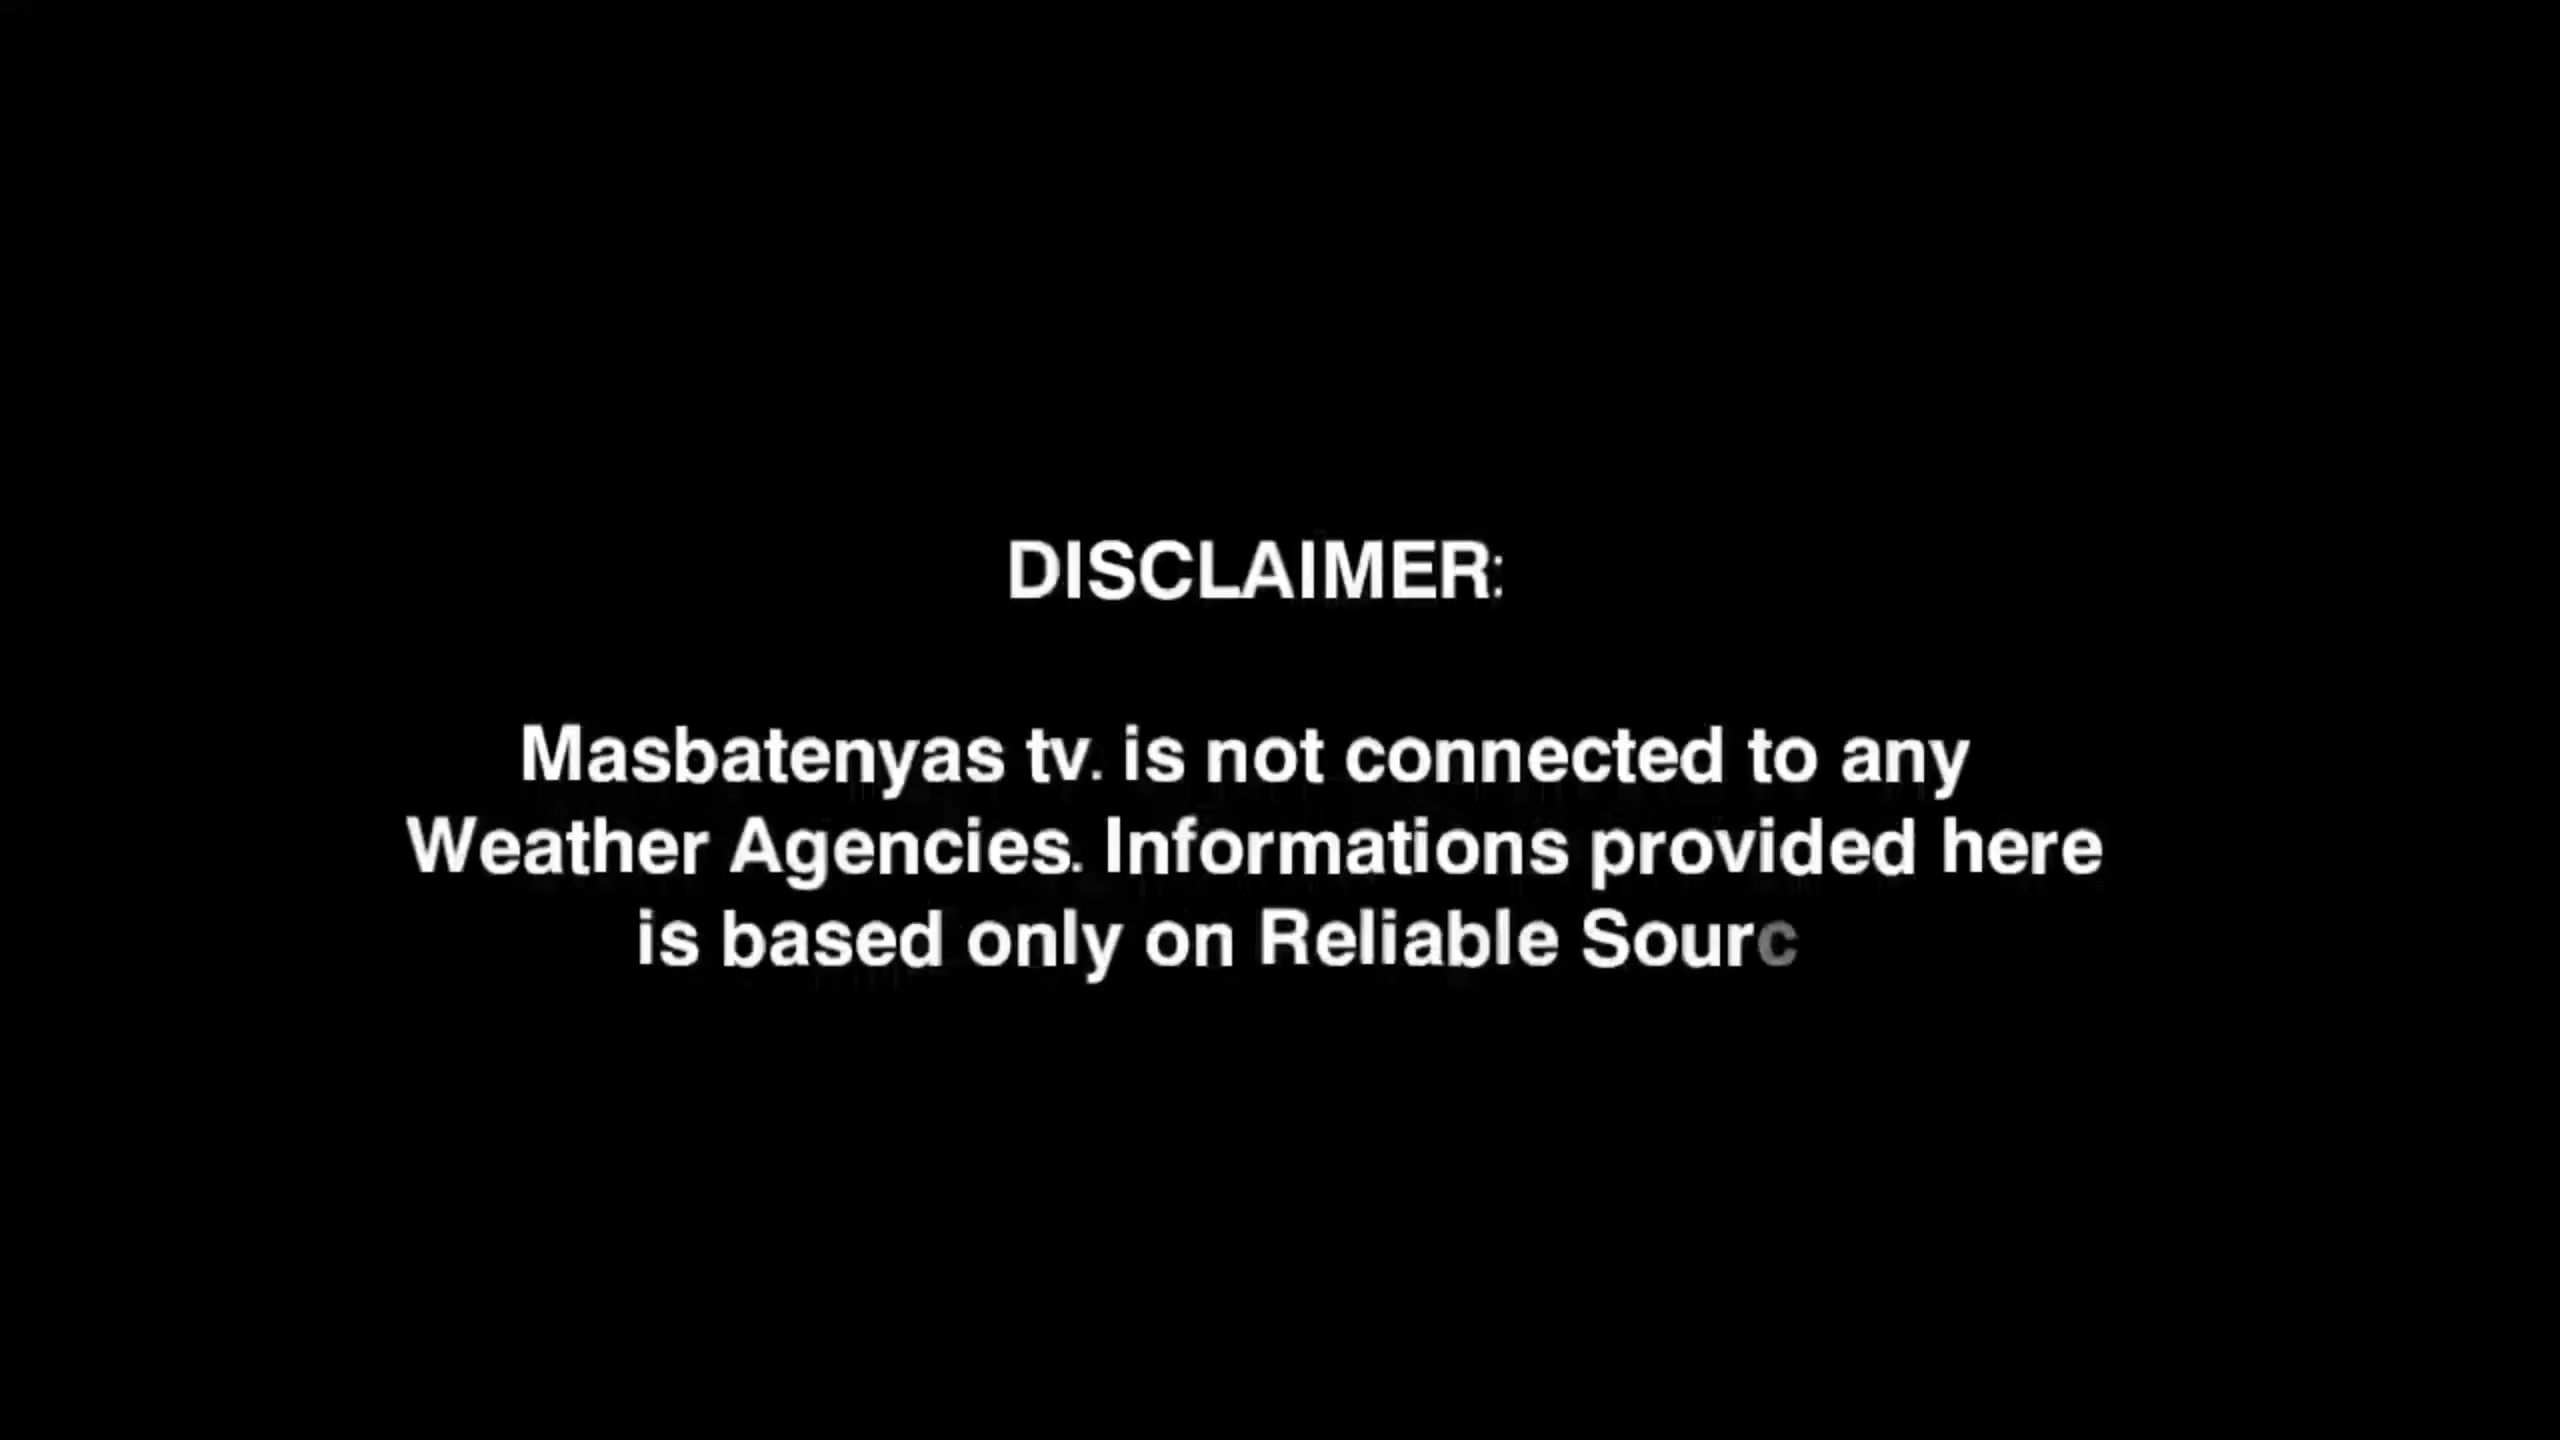 DISCLAIMER:
Masbatenyas tv. is not connected to any
Weather Agencies. Informations provided here
is based only on Reliable Sourc